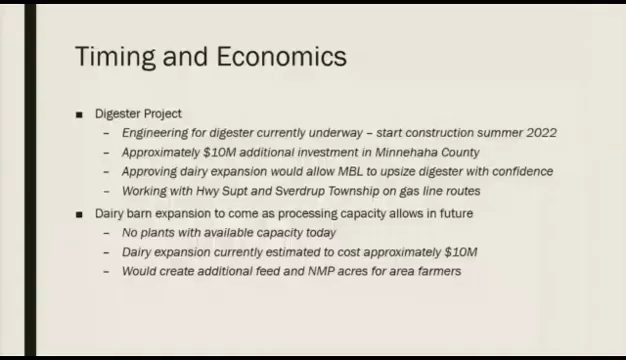 Timing and Economics
■ Digester Project
– Engineering for digester currently underway – start construction summer 2022
– Approximately $10M additional investment in Minnehaha County
– Approving dairy expansion would allow MBL to upsize digester with confidence
– Working with Hwy Supt and Sverdrup Township on gas line routes
■ Dairy barn expansion to come as processing capacity allows in future
– No plants with available capacity today
– Dairy expansion currently estimated to cost approximately $10M
– Would create additional feed and NMP acres for area farmers